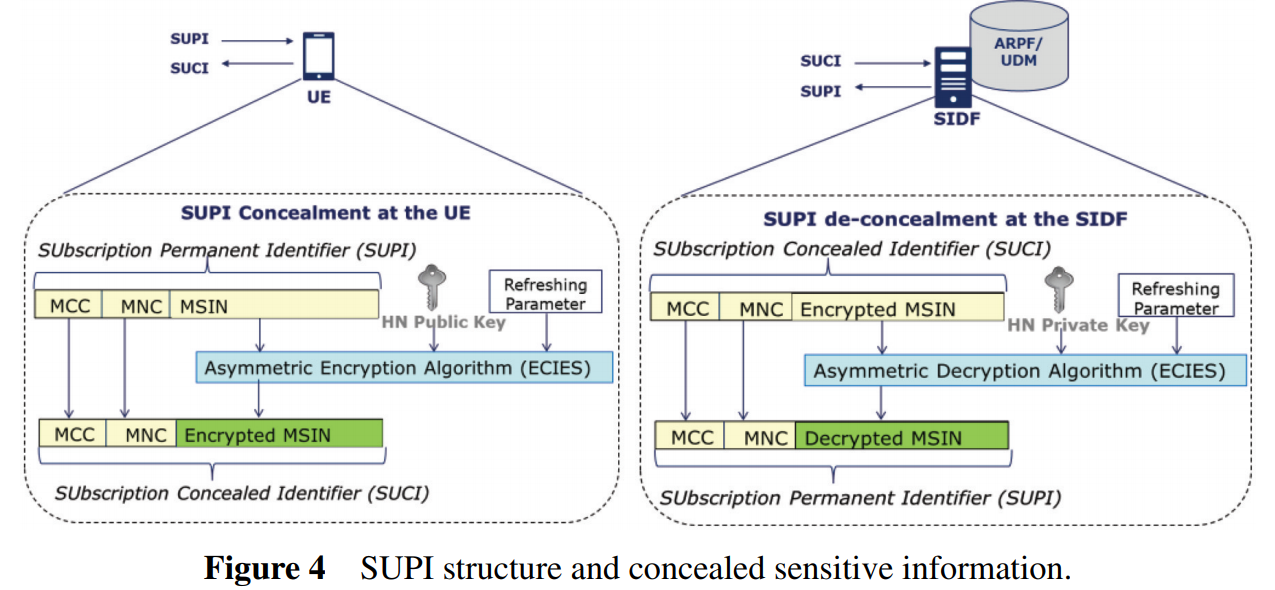 SUPI
SUCI
UE
SUPI Concealment at the UE
SUbscription Permanent Identifier (SUPI)
MCC MNC MSIN
HN Public Key
Refreshing
Parameter
Asymmetric Encryption Algorithm (ECIES)
MCC MNC Encrypted MSIN
SUbscription Concealed Identifier (SUCI)
ARPF/
UDM
SUCI
SUPI
SIDF
SUPI de-concealment at the SIDF
SUbscription Concealed Identifier (SUCI)
MCC MNC Encrypted MSIN
HN Private Key
Refreshing
Parameter
Asymmetric Decryption Algorithm (ECIES)
MCC MNC Decrypted MSIN
SUbscription Permanent Identifier (SUPI)
Figure 4 SUPI structure and concealed sensitive information.